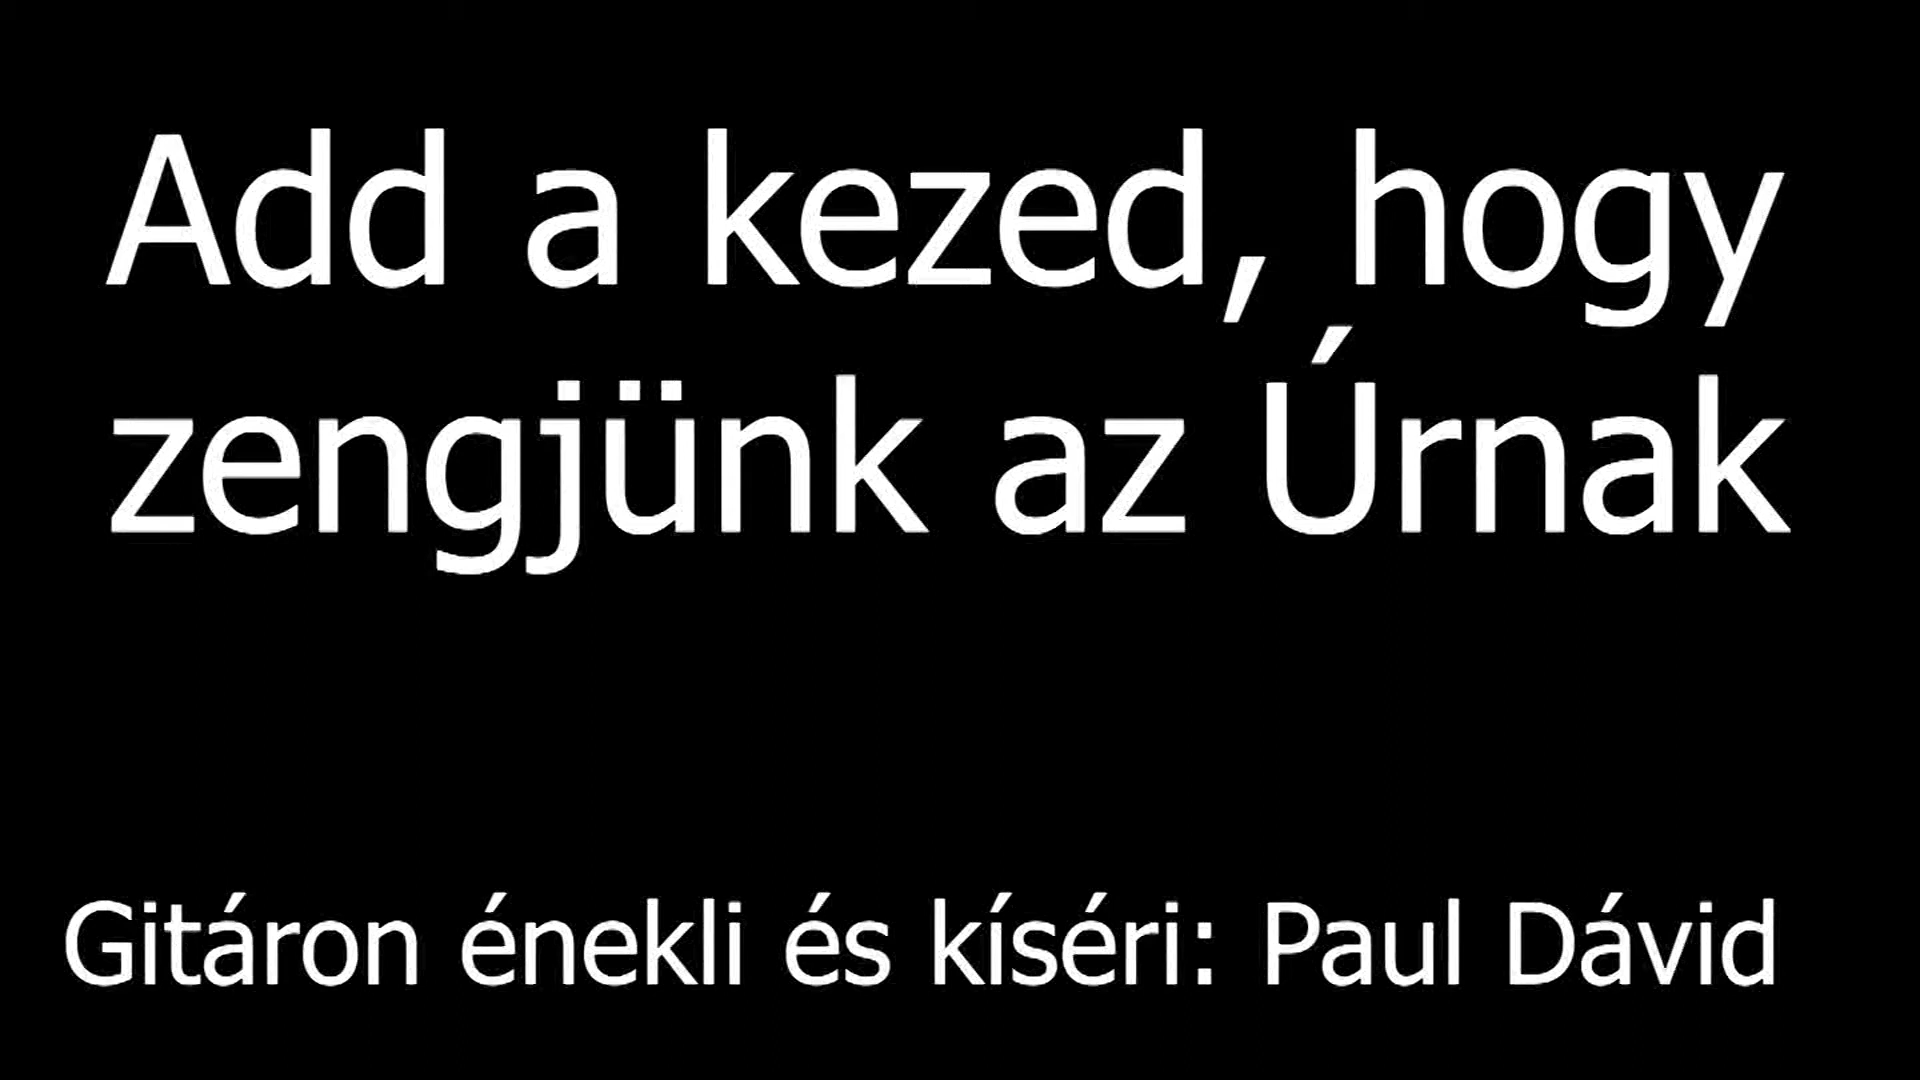 Add a kezed, hogy
zengjünk az Úrnak
Gitáron énekli és kíséri: Paul Dávid